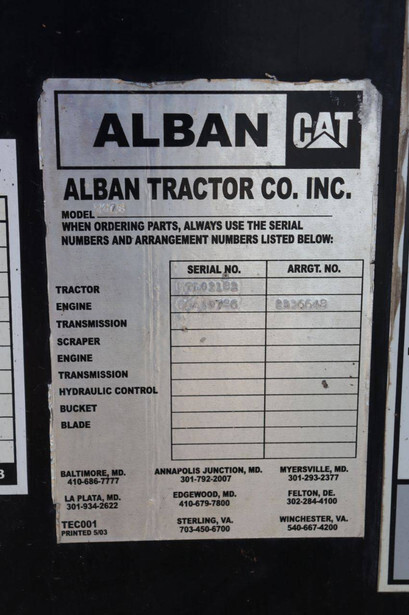 ALBAN CAT
ALBAN TRACTOR CO. INC.
MODEL
WHEN ORDERING PARTS, ALWAYS USE THE SERIAL
NUMBERS AND ARRANGEMENT NUMBERS LISTED BELOW:
SERIAL NO. ARRGT. NO.
TRACTOR
ENGINE 2236648
TRANSMISSION
SCRAPER
ENGINE
TRANSMISSION
HYDRAULIC CONTROL
BUCKET
BLADE
BALTIMORE, MD. ANNAPOLIS JUNCTION, MD. MYERSVILLE, MD.
410-686-7777 301-792-2007 301-293-2377
LA PLATA, MD. EDGEWOOD, MD. FELTON, DE.
301-934-2622 410-679-7800 302-284-4100
TEC001 STERLING, VA. WINCHESTER, VA.
PRINTED 5/03 703-450-6700 540-667-4200